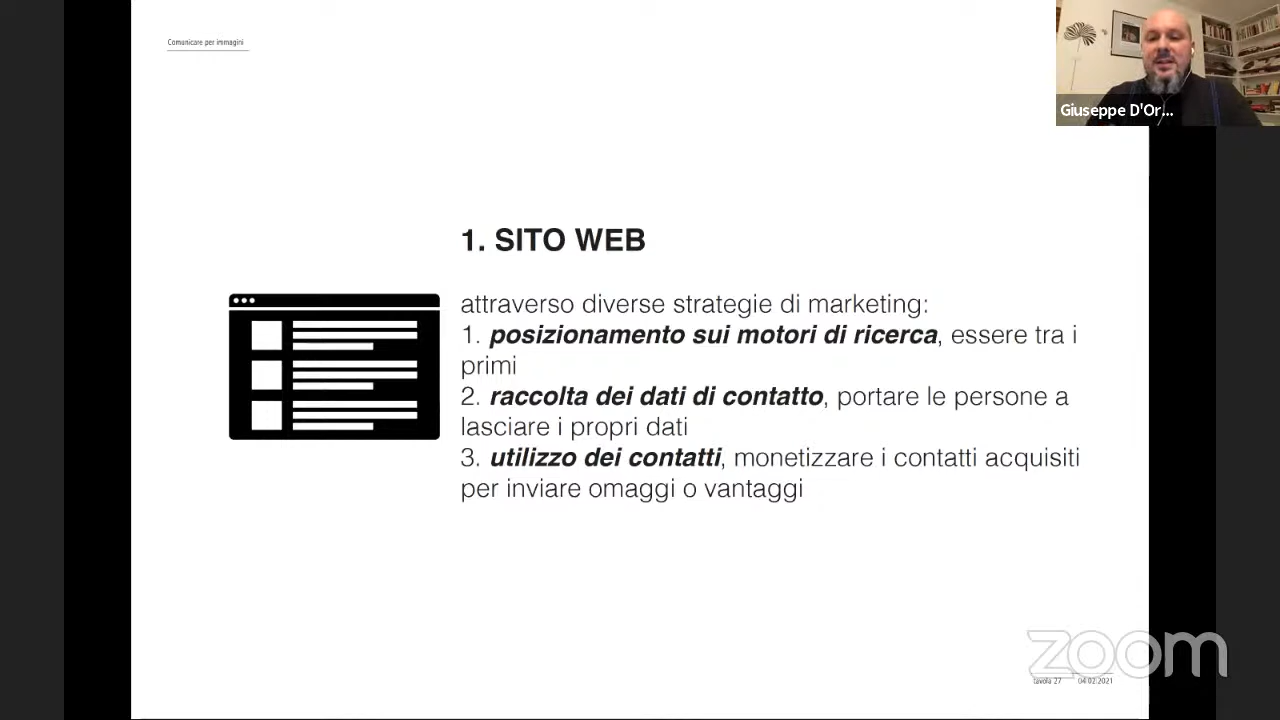 Comunicare per immagini
Giuseppe D'Or...
1. SITO WEB
attraverso diverse strategie di marketing:
1. posizionamento sui motori di ricerca, essere tra i
primi
2. raccolta dei dati di contatto, portare le persone a
lasciare i propri dati
3. utilizzo dei contatti, monetizzare i contatti acquisiti
per inviare omaggi o vantaggi
zoom
tavola 27 04.02.2021